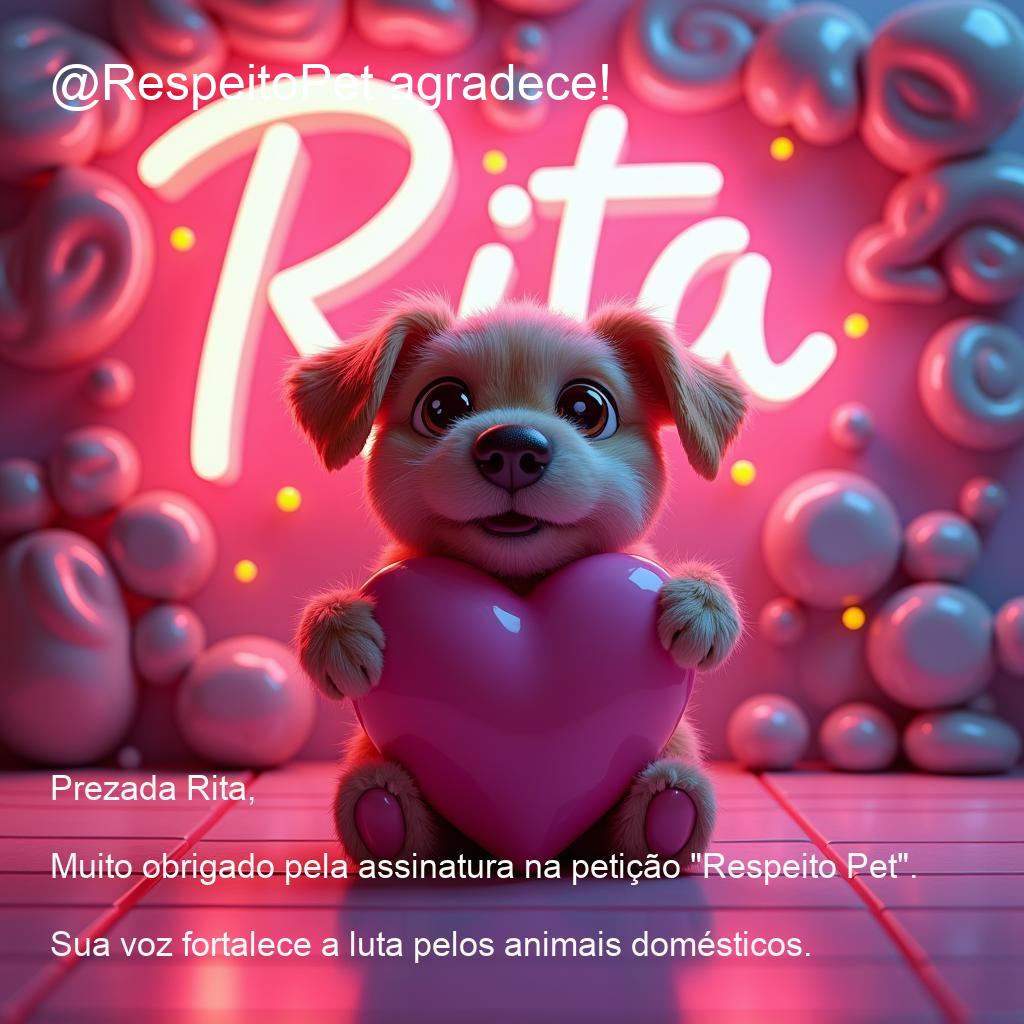 @RespeitoPet agradece!
Rita
Prezada Rita,
Muito obrigado pela assinatura na petição "Respeito Pet".
Sua voz fortalece a luta pelos animais domésticos.